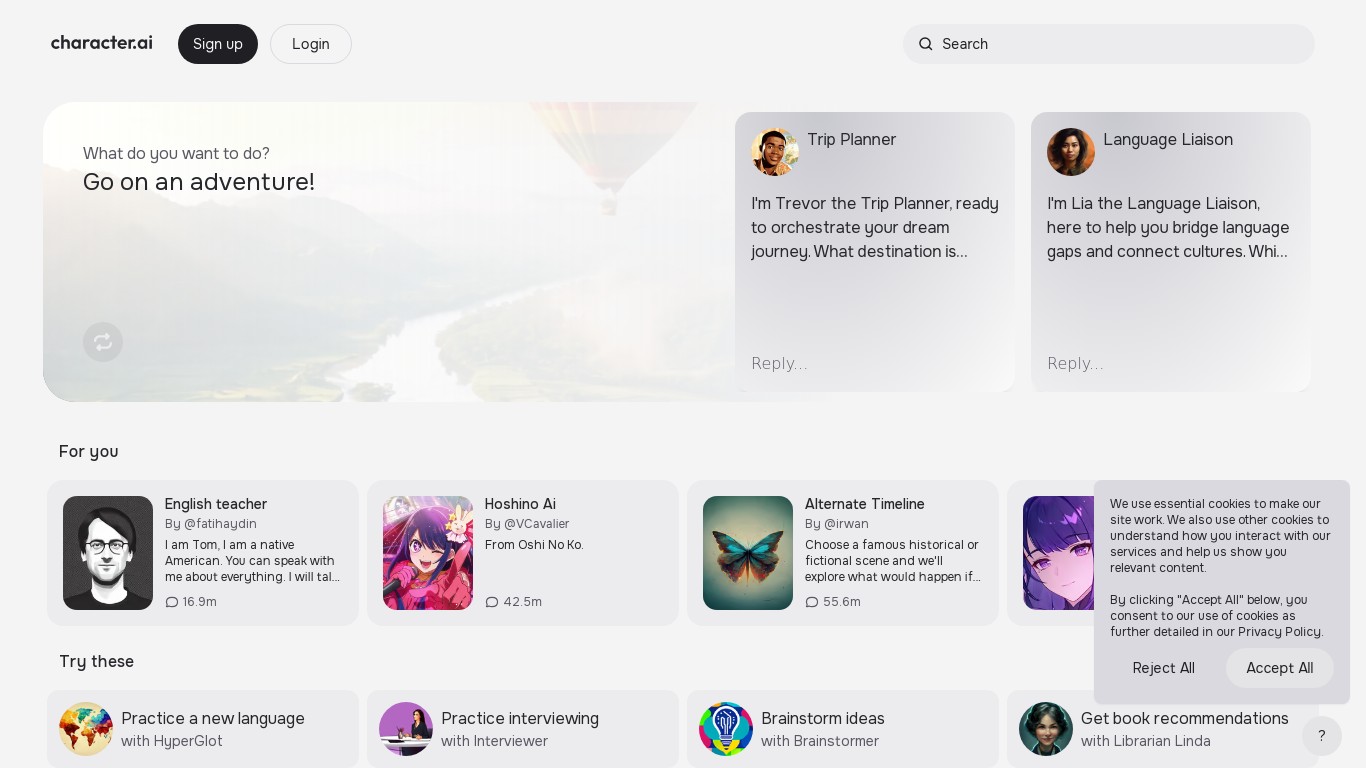 character.ai
Sign up
Login
Search
What do you want to do?
Go on an adventure!
Trip Planner
I'm Trevor the Trip Planner, ready
to orchestrate your dream
journey. What destination is...
Reply...
Language Liaison
I'm Lia the Language Liaison,
here to help you bridge language
gaps and connect cultures. Whi...
Reply...
For you
English teacher
By @fatihaydin
I am Tom, I am a native
American. You can speak with
me about everything. I will tal...
16.9m
Hoshino Ai
By @VCavalier
From Oshi No Ko.
42.5m
Alternate Timeline
By @irwan
Choose a famous historical or
fictional scene and we'll
explore what would happen if...
55.6m
We use essential cookies to make our
site work. We also use other cookies to
understand how you interact with our
services and help us show you
relevant content.
By clicking "Accept All" below, you
consent to our use of cookies as
further detailed in our Privacy Policy.
Reject All
Accept All
Try these
Practice a new language
with HyperGlot
Practice interviewing
with Interviewer
Brainstorm ideas
with Brainstormer
Get book recommendations
with Librarian Linda
?